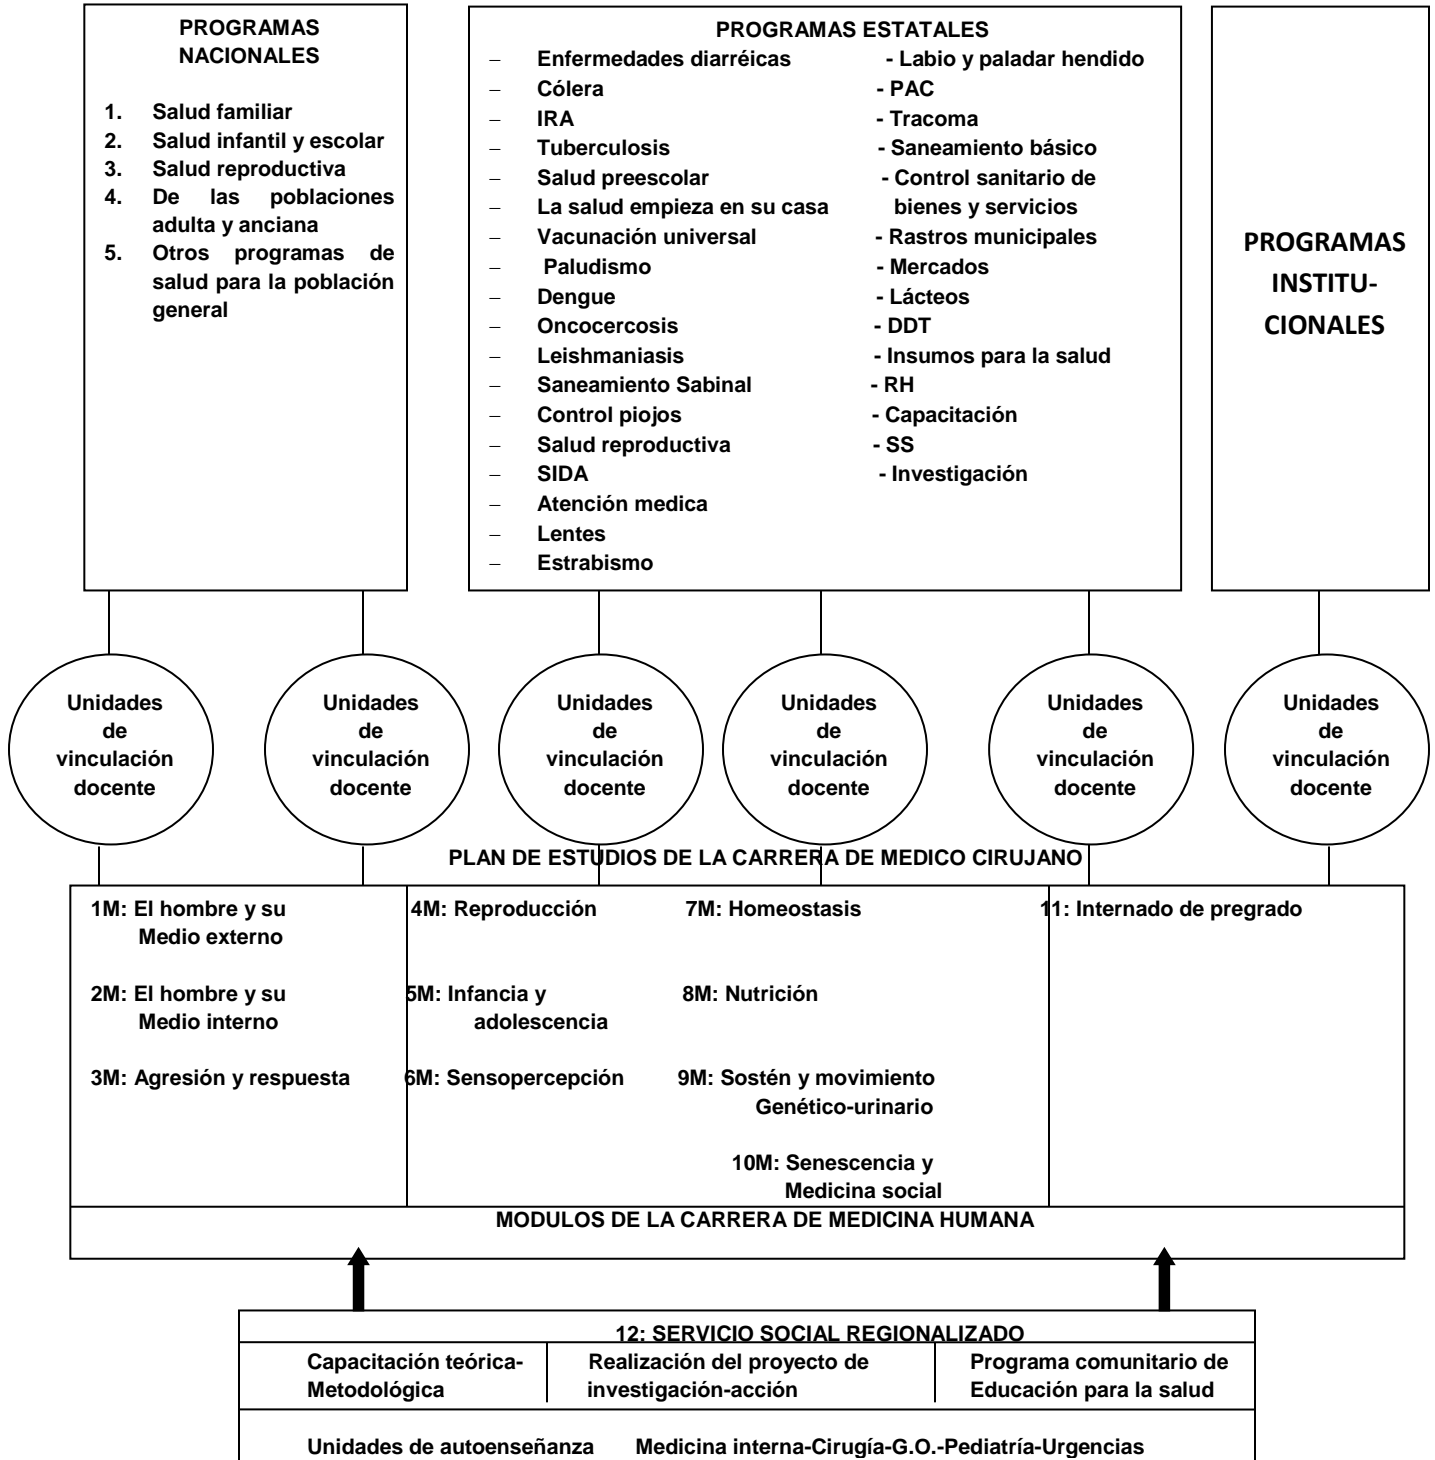 PROGRAMAS
NACIONALES
1. Salud familiar
2. Salud infantil y escolar
3. Salud reproductiva
4. De las poblaciones
adulta y anciana
5. Otros programas de
salud para la población
general
PROGRAMAS ESTATALES
– Enfermedades diarréicas - Labio y paladar hendido
– Cólera - PAC
– IRA - Tracoma
– Tuberculosis - Saneamiento básico
– Salud preescolar - Control sanitario de
– La salud empieza en su casa bienes y servicios
– Vacunación universal - Rastros municipales
– Paludismo - Mercados
– Dengue - Lácteos
– Oncocercosis - DDT
– Leishmaniasis - Insumos para la salud
– Saneamiento Sabinal - RH
– Control piojos - Capacitación
– Salud reproductiva - SS
– SIDA - Investigación
– Atención medica
– Lentes
– Estrabismo
PROGRAMAS
INSTITU-
CIONALES
Unidades
de
vinculación
docente
Unidades
de
vinculación
docente
Unidades
de
vinculación
docente
Unidades
de
vinculación
docente
Unidades
de
vinculación
docente
Unidades
de
vinculación
docente
PLAN DE ESTUDIOS DE LA CARRERA DE MEDICO CIRUJANO
1M: El hombre y su
Medio externo
2M: El hombre y su
Medio interno
3M: Agresión y respuesta
4M: Reproducción
5M: Infancia y
adolescencia
6M: Sensopercepción
7M: Homeostasis
8M: Nutrición
9M: Sostén y movimiento
Genético-urinario
10M: Senescencia y
Medicina social
11: Internado de pregrado
MODULOS DE LA CARRERA DE MEDICINA HUMANA
12: SERVICIO SOCIAL REGIONALIZADO
Capacitación teórica-
Metodológica
Realización del proyecto de
investigación-acción
Programa comunitario de
Educación para la salud
Unidades de autoenseñanza Medicina interna-Cirugía-G.O.-Pediatría-Urgencias